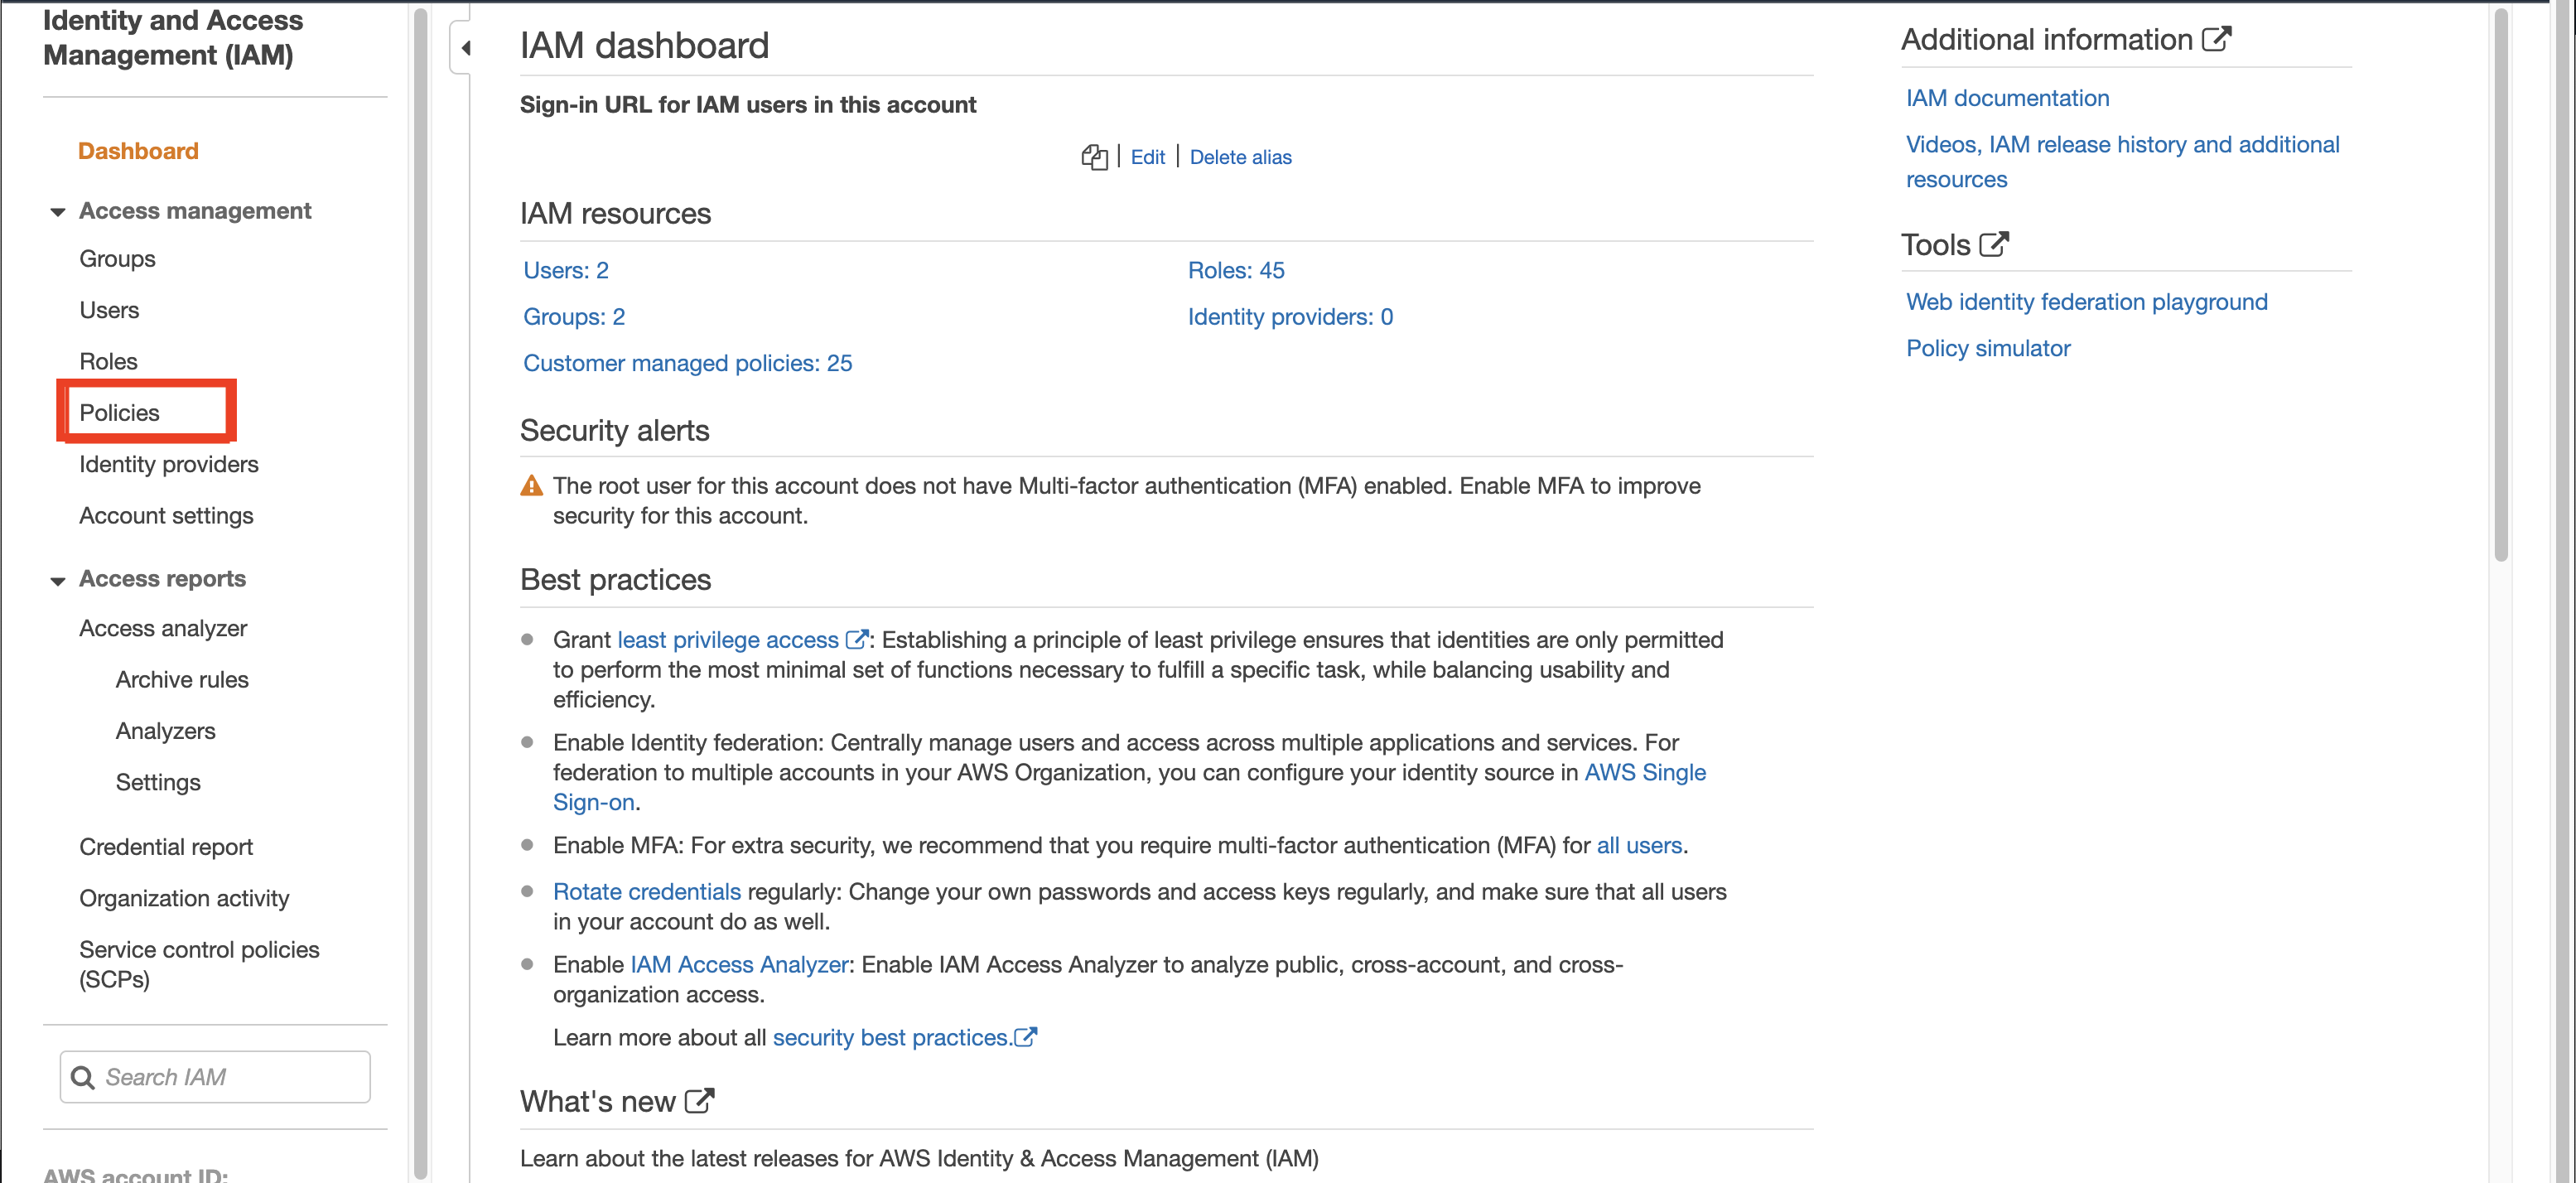 Identity and Access
Management (IAM)
Dashboard
Access management
Groups
Users
Roles
Policies
Identity providers
Account settings
Access reports
Access analyzer
Archive rules
Analyzers
Settings
Credential report
Organization activity
Service control policies
(SCPs)
Search IAM
AWS account ID:
IAM dashboard
Sign-in URL for IAM users in this account
Edit | Delete alias
IAM resources
Users: 2
Roles: 45
Groups: 2
Identity providers: 0
Customer managed policies: 25
Security alerts
The root user for this account does not have Multi-factor authentication (MFA) enabled. Enable MFA to improve
security for this account.
Best practices
Grant least privilege access : Establishing a principle of least privilege ensures that identities are only permitted
to perform the most minimal set of functions necessary to fulfill a specific task, while balancing usability and
efficiency.
Enable Identity federation: Centrally manage users and access across multiple applications and services. For
federation to multiple accounts in your AWS Organization, you can configure your identity source in AWS Single
Sign-on.
Enable MFA: For extra security, we recommend that you require multi-factor authentication (MFA) for all users.
Rotate credentials regularly: Change your own passwords and access keys regularly, and make sure that all users
in your account do as well.
Enable IAM Access Analyzer: Enable IAM Access Analyzer to analyze public, cross-account, and cross-
organization access.
Learn more about all security best practices.
What's new
Learn about the latest releases for AWS Identity & Access Management (IAM)
Additional information
IAM documentation
Videos, IAM release history and additional
resources
Tools
Web identity federation playground
Policy simulator